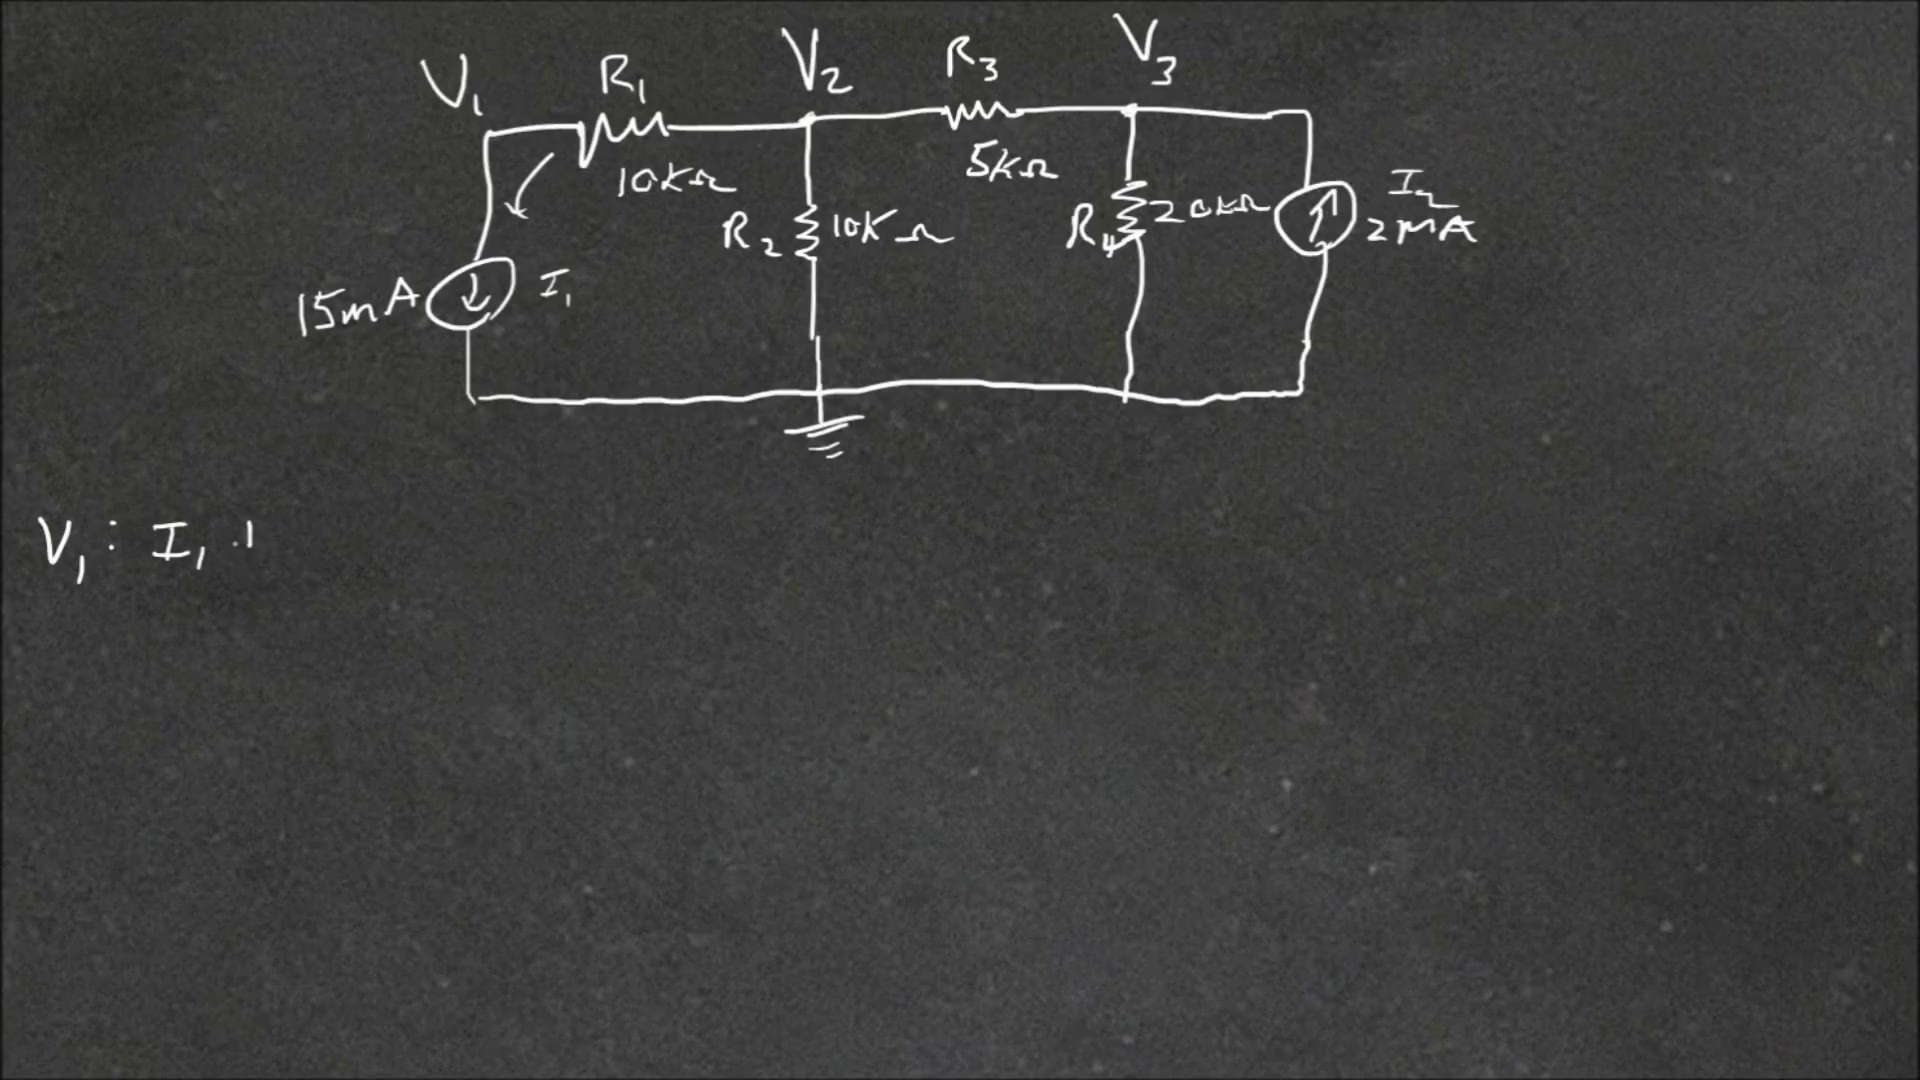 V₁ R₁ V₂ R₃ V₃
10kΩ 5kΩ
R₂ 10kΩ R₄ 20kΩ I₂ 2mA
15mA I₁
V₁: I₁